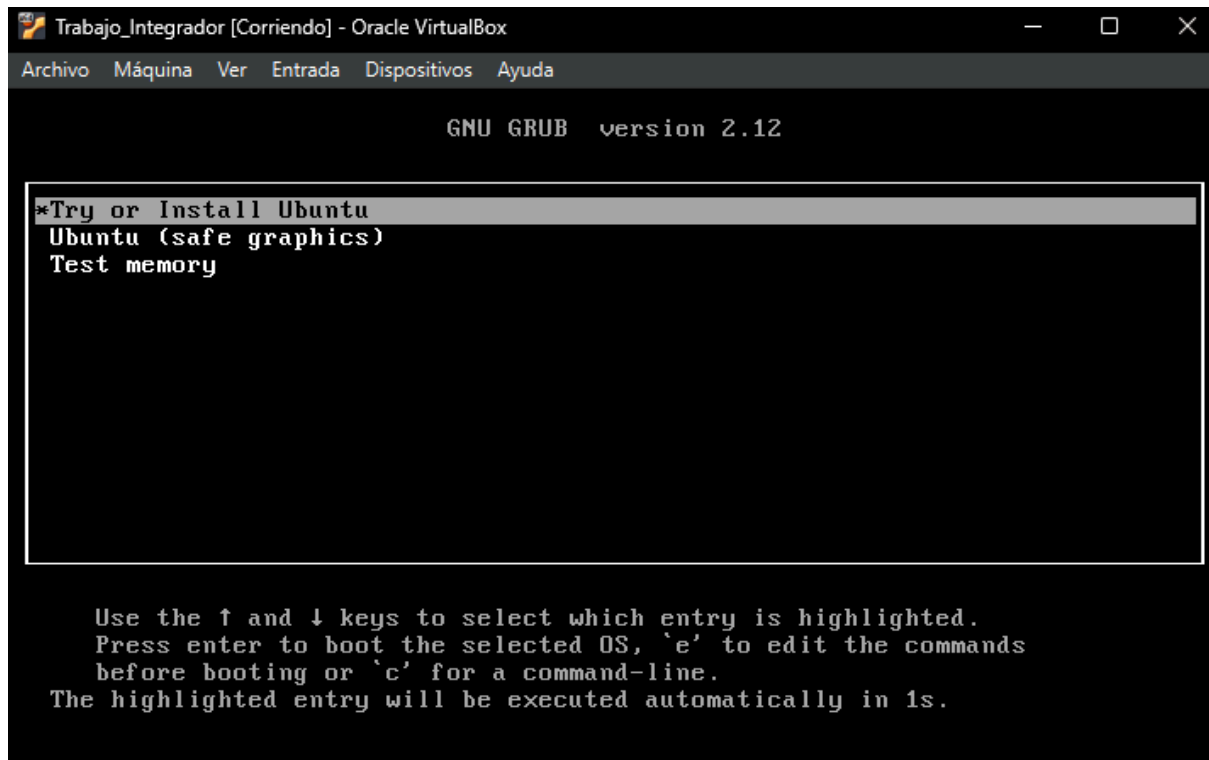 Trabajo_Integrador [Corriendo] - Oracle VirtualBox
Archivo Máquina Ver Entrada Dispositivos Ayuda
GNU GRUB version 2.12
*Try or Install Ubuntu
Ubuntu (safe graphics)
Test memory
Use the ↑ and ↓ keys to select which entry is highlighted.
Press enter to boot the selected OS, `e' to edit the commands
before booting or `c' for a command-line.
The highlighted entry will be executed automatically in 1s.